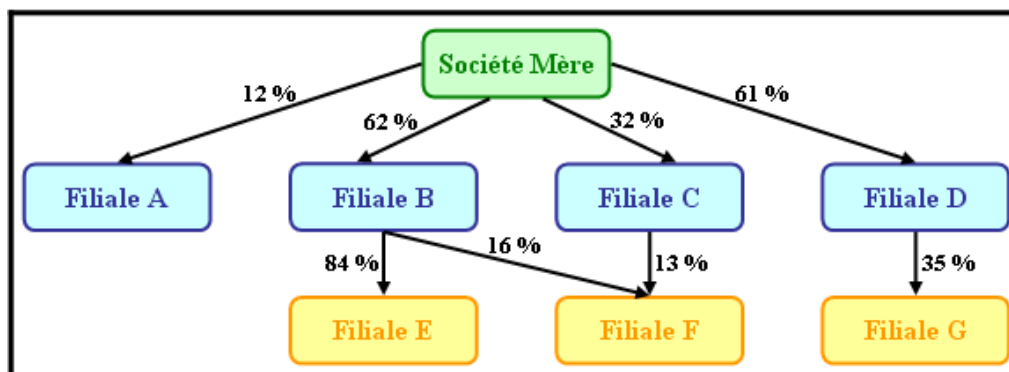 Société Mère
12 %
62 %
32 %
61 %
Filiale A
Filiale B
Filiale C
Filiale D
84 %
16 %
13 %
35 %
Filiale E
Filiale F
Filiale G